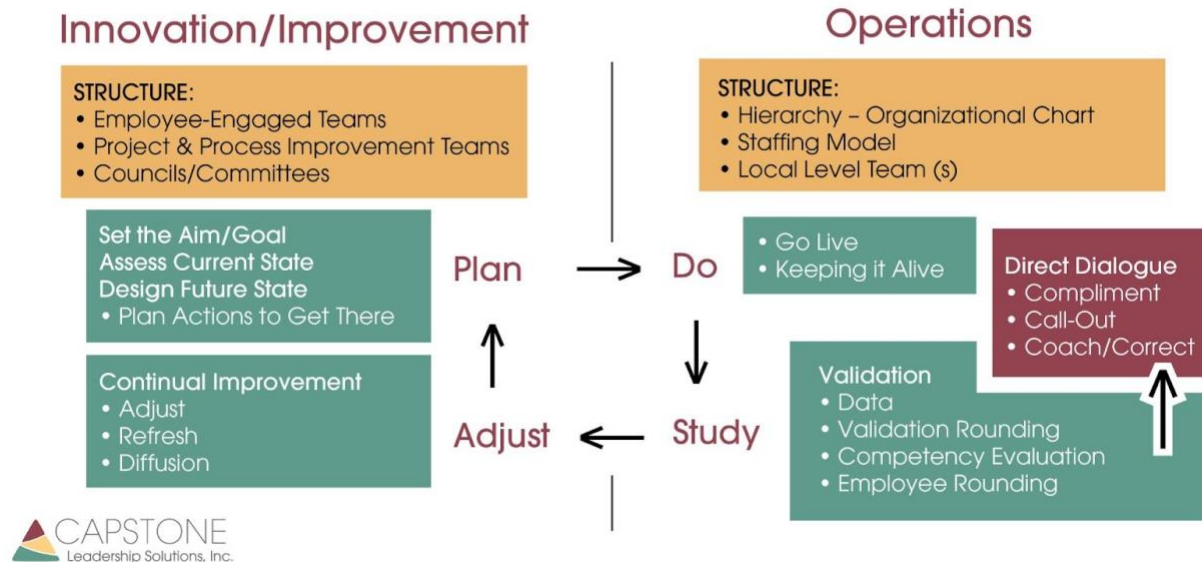 Innovation/Improvement
STRUCTURE:
• Employee-Engaged Teams
• Project & Process Improvement Teams
• Councils/Committees
Operations
STRUCTURE:
• Hierarchy – Organizational Chart
• Staffing Model
• Local Level Team (s)
Set the Aim/Goal
Assess Current State
Design Future State
• Plan Actions to Get There
Plan
Do
• Go Live
• Keeping it Alive
Direct Dialogue
• Compliment
• Call-Out
• Coach/Correct
Continual Improvement
• Adjust
• Refresh
• Diffusion
Adjust
Study
Validation
• Data
• Validation Rounding
• Competency Evaluation
• Employee Rounding
CAPSTONE
Leadership Solutions, Inc.